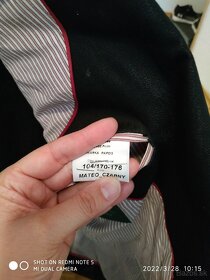 104/170-176
MATEO CZARNY
SHOT ON REDMI NOTE 5
MI DUAL CAMERA
2022/3/28 10:15